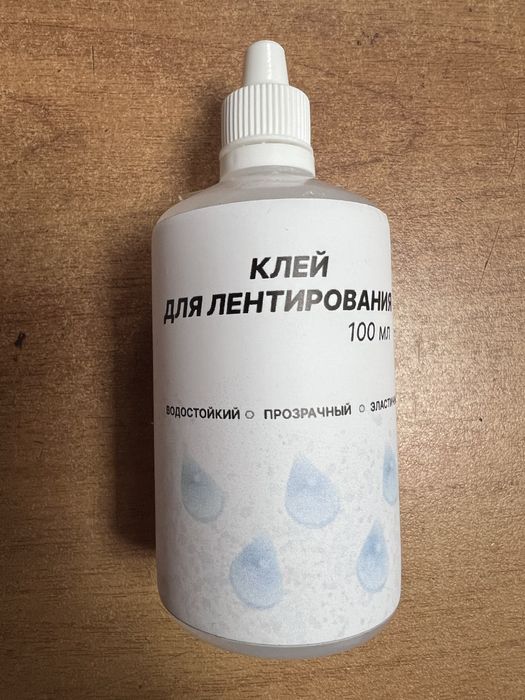 КЛЕЙ
ДЛЯ ЛЕНТИРОВАНИЯ
100 мл
ВОДОСТОЙКИЙ ○ ПРОЗРАЧНЫЙ ○